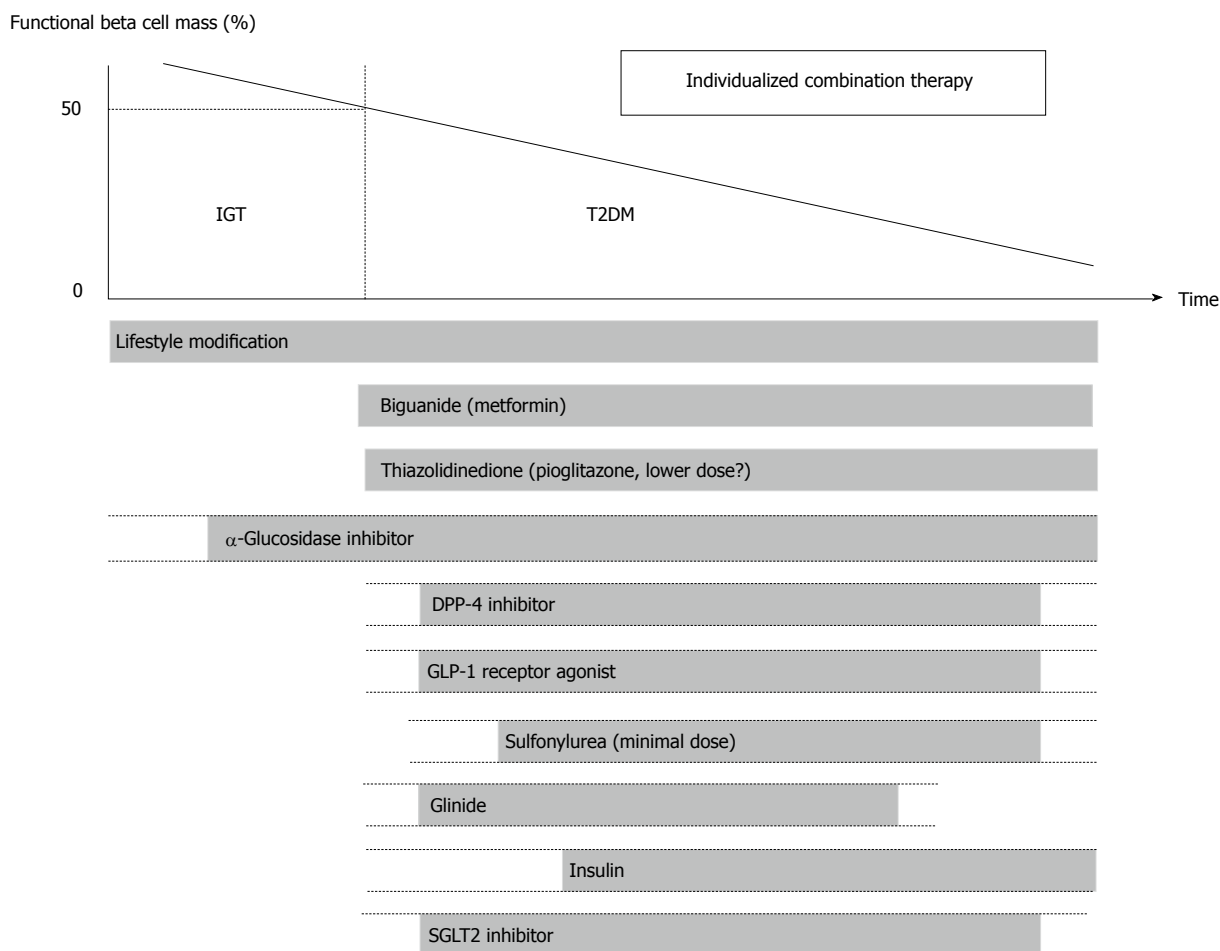 Functional beta cell mass (%)
Individualized combination therapy
50
IGT
T2DM
0
Time
Lifestyle modification
Biguanide (metformin)
Thiazolidinedione (pioglitazone, lower dose?)
α-Glucosidase inhibitor
DPP-4 inhibitor
GLP-1 receptor agonist
Sulfonylurea (minimal dose)
Glinide
Insulin
SGLT2 inhibitor